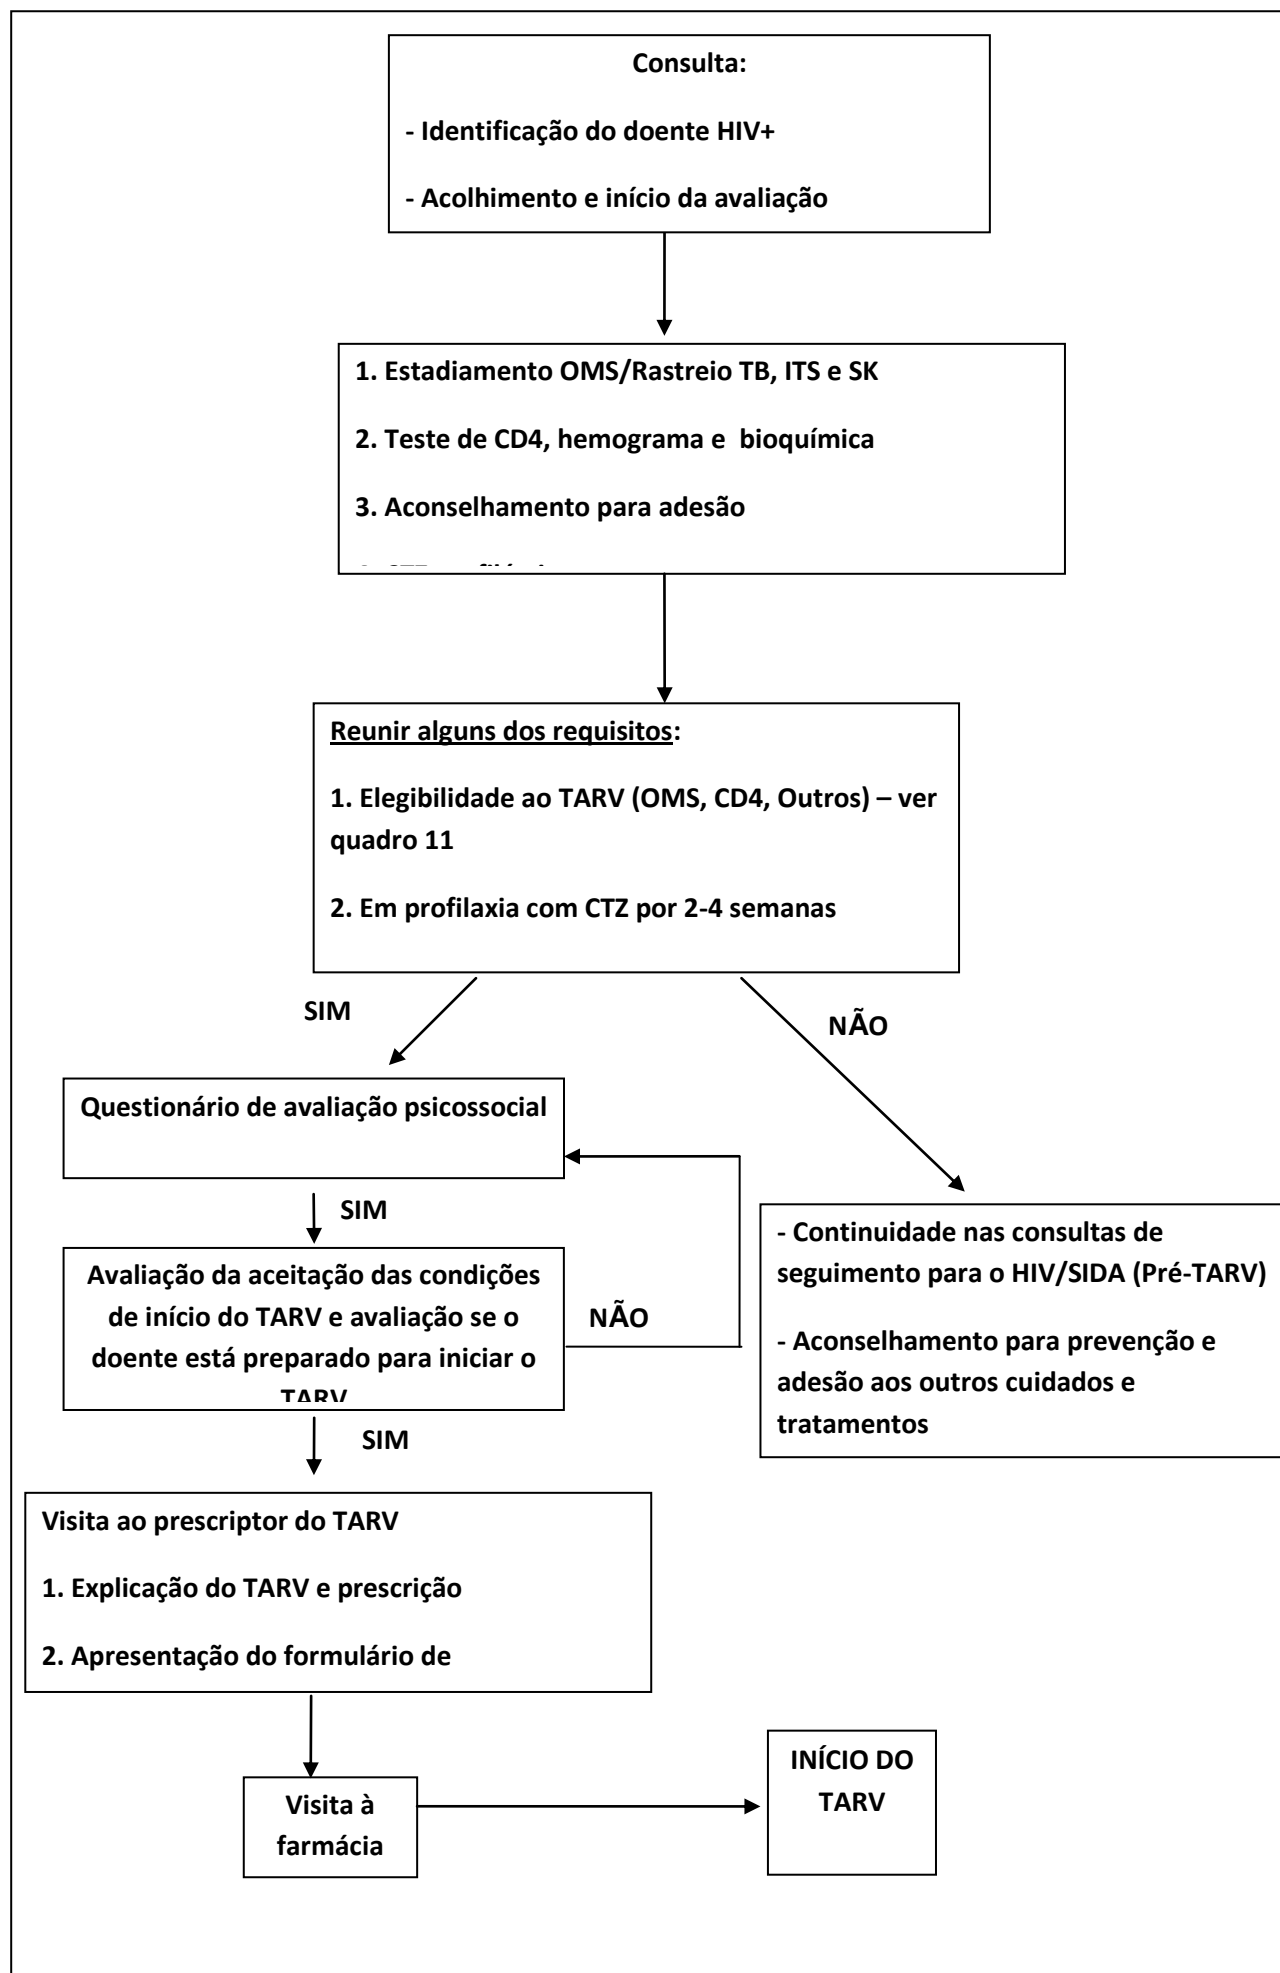 Consulta:
- Identificação do doente HIV+
- Acolhimento e início da avaliação
1. Estadiamento OMS/Rastreio TB, ITS e SK
2. Teste de CD4, hemograma e bioquímica
3. Aconselhamento para adesão
Reunir alguns dos requisitos:
1. Elegibilidade ao TARV (OMS, CD4, Outros) – ver
quadro 11
2. Em profilaxia com CTZ por 2-4 semanas
SIM
NÃO
Questionário de avaliação psicossocial
SIM
Avaliação da aceitação das condições
de início do TARV e avaliação se o
doente está preparado para iniciar o
TARV
NÃO
- Continuidade nas consultas de
seguimento para o HIV/SIDA (Pré-TARV)
- Aconselhamento para prevenção e
adesão aos outros cuidados e
tratamentos
SIM
Visita ao prescriptor do TARV
1. Explicação do TARV e prescrição
2. Apresentação do formulário de
Visita à
farmácia
INÍCIO DO
TARV